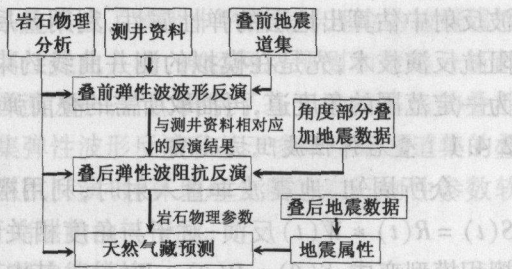 岩石物理
分析
测井资料
叠前地震
道集
叠前弹性波波形反演
与测井资料相对应
的反演结果
角度部分叠
加地震数据
叠后弹性波阻抗反演
岩石物理参数
叠后地震数据
天然气藏预测
地震属性